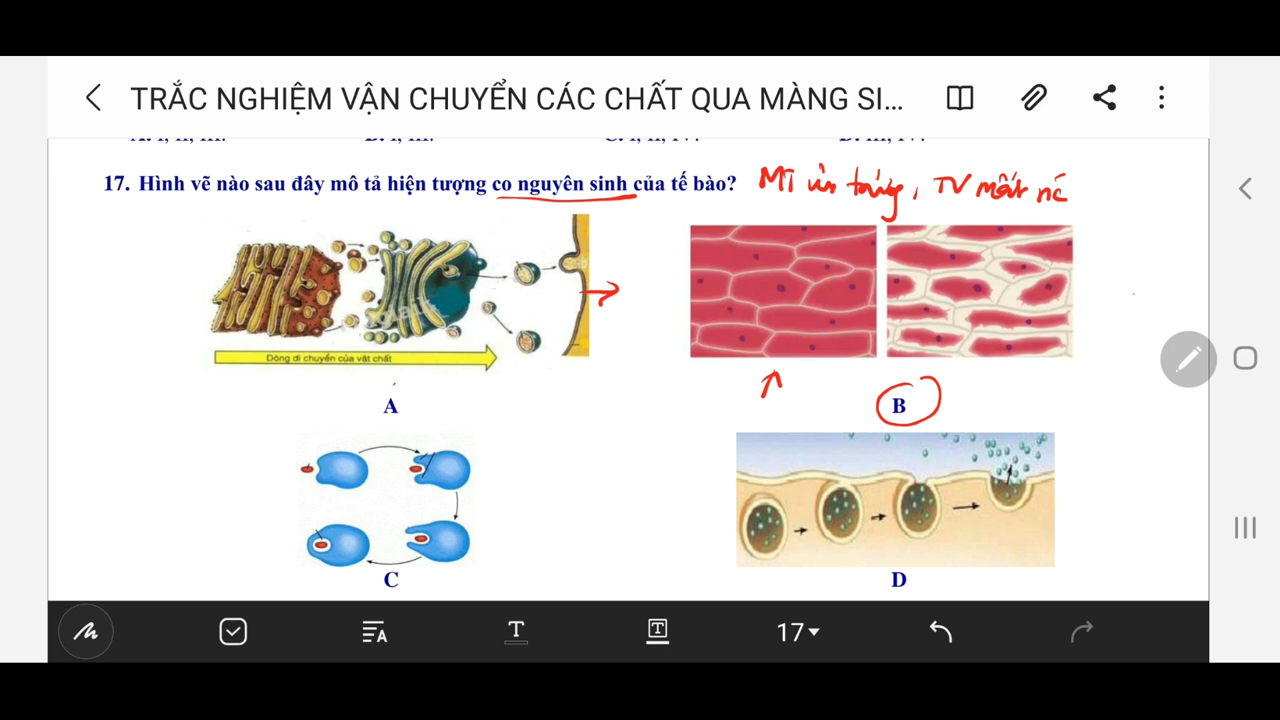 TRẮC NGHIỆM VẬN CHUYỂN CÁC CHẤT QUA MÀNG SI...
17. Hình vẽ nào sau đây mô tả hiện tượng co nguyên sinh của tế bào?
MT ưu trương, TV mất nc
Dòng di chuyển của vật chất
A
B
C
D
T
T
17